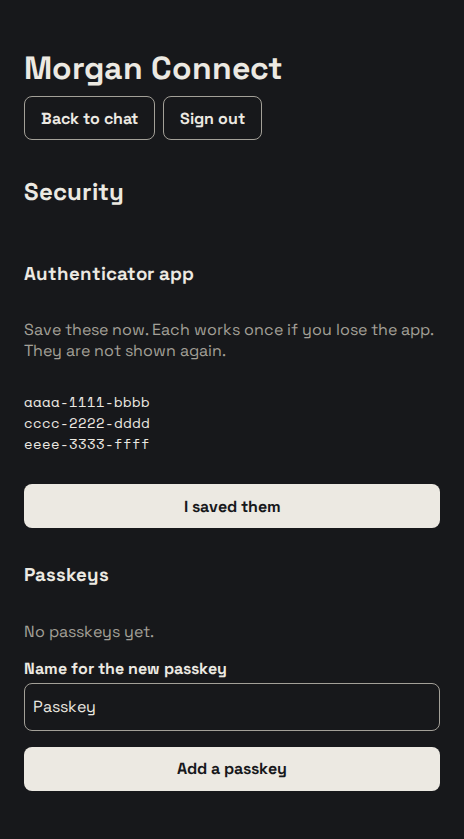 Morgan Connect
Back to chat
Sign out
Security
Authenticator app
Save these now. Each works once if you lose the app.
They are not shown again.
aaaa-1111-bbbb
cccc-2222-dddd
eeee-3333-ffff
I saved them
Passkeys
No passkeys yet.
Name for the new passkey
Passkey
Add a passkey